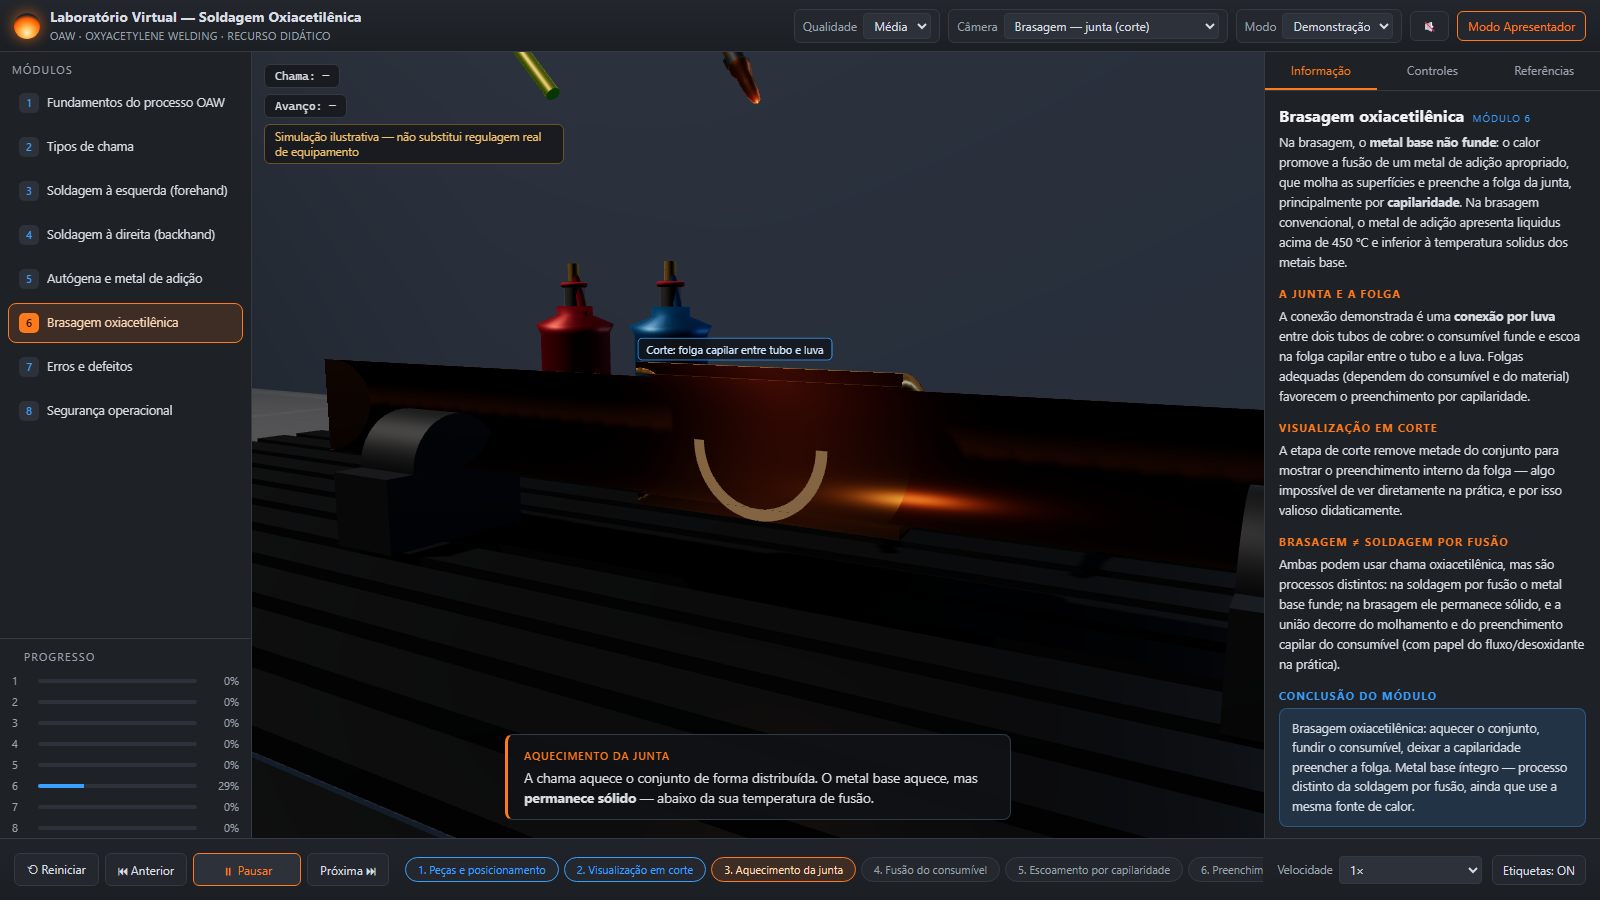 Laboratório Virtual — Soldagem Oxiacetilênica
OAW · OXYACETYLENE WELDING · RECURSO DIDÁTICO
Qualidade Média
Câmera Brasagem — junta (corte)
Modo Demonstração
Modo Apresentador
MÓDULOS
1 Fundamentos do processo OAW
2 Tipos de chama
3 Soldagem à esquerda (forehand)
4 Soldagem à direita (backhand)
5 Autógena e metal de adição
6 Brasagem oxiacetilênica
7 Erros e defeitos
8 Segurança operacional
PROGRESSO
1 0%
2 0%
3 0%
4 0%
5 0%
6 29%
7 0%
8 0%
Chama: —
Avanço: —
Simulação ilustrativa — não substitui regulagem real
de equipamento
Corte: folga capilar entre tubo e luva
AQUECIMENTO DA JUNTA
A chama aquece o conjunto de forma distribuída. O metal base aquece, mas
permanece sólido — abaixo da sua temperatura de fusão.
Informação
Controles
Referências
Brasagem oxiacetilênica MÓDULO 6
Na brasagem, o metal base não funde: o calor
promove a fusão de um metal de adição apropriado,
que molha as superfícies e preenche a folga da junta,
principalmente por capilaridade. Na brasagem
convencional, o metal de adição apresenta liquidus
acima de 450 °C e inferior à temperatura solidus dos
metais base.
A JUNTA E A FOLGA
A conexão demonstrada é uma conexão por luva
entre dois tubos de cobre: o consumível funde e escoa
na folga capilar entre o tubo e a luva. Folgas
adequadas (dependem do consumível e do material)
favorecem o preenchimento por capilaridade.
VISUALIZAÇÃO EM CORTE
A etapa de corte remove metade do conjunto para
mostrar o preenchimento interno da folga — algo
impossível de ver diretamente na prática, e por isso
valioso didaticamente.
BRASAGEM ≠ SOLDAGEM POR FUSÃO
Ambas podem usar chama oxiacetilênica, mas são
processos distintos: na soldagem por fusão o metal
base funde; na brasagem ele permanece sólido, e a
união decorre do molhamento e do preenchimento
capilar do consumível (com papel do fluxo/desoxidante
na prática).
CONCLUSÃO DO MÓDULO
Brasagem oxiacetilênica: aquecer o conjunto,
fundir o consumível, deixar a capilaridade
preencher a folga. Metal base íntegro — processo
distinto da soldagem por fusão, ainda que use a
mesma fonte de calor.
⟲ Reiniciar
⏮ Anterior
⏸ Pausar
Próxima ⏭
1. Peças e posicionamento
2. Visualização em corte
3. Aquecimento da junta
4. Fusão do consumível
5. Escoamento por capilaridade
6. Preenchim
Velocidade 1×
Etiquetas: ON